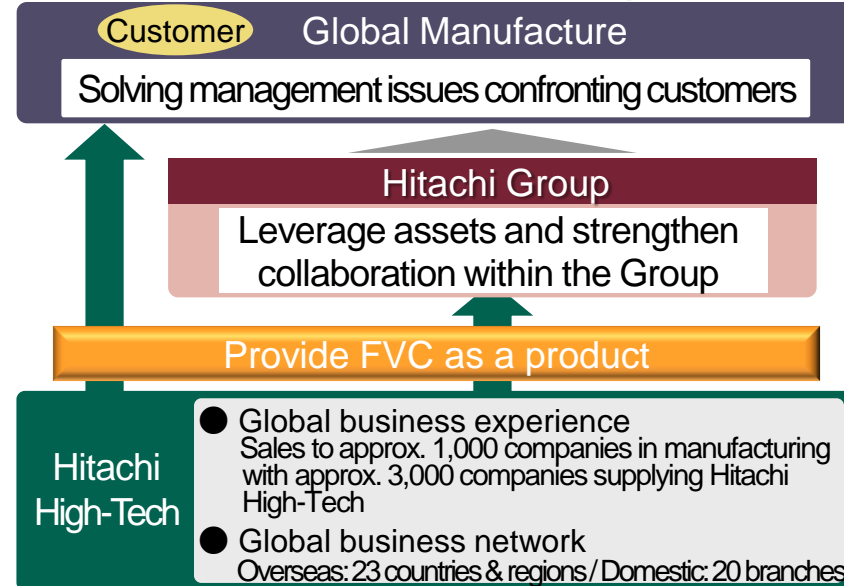 Customer Global Manufacture
Solving management issues confronting customers
Hitachi Group
Leverage assets and strengthen
collaboration within the Group
Provide FVC as a product
Hitachi
High-Tech
● Global business experience
Sales to approx. 1,000 companies in manufacturing
with approx. 3,000 companies supplying Hitachi
High-Tech
● Global business network
Overseas: 23 countries & regions / Domestic: 20 branches